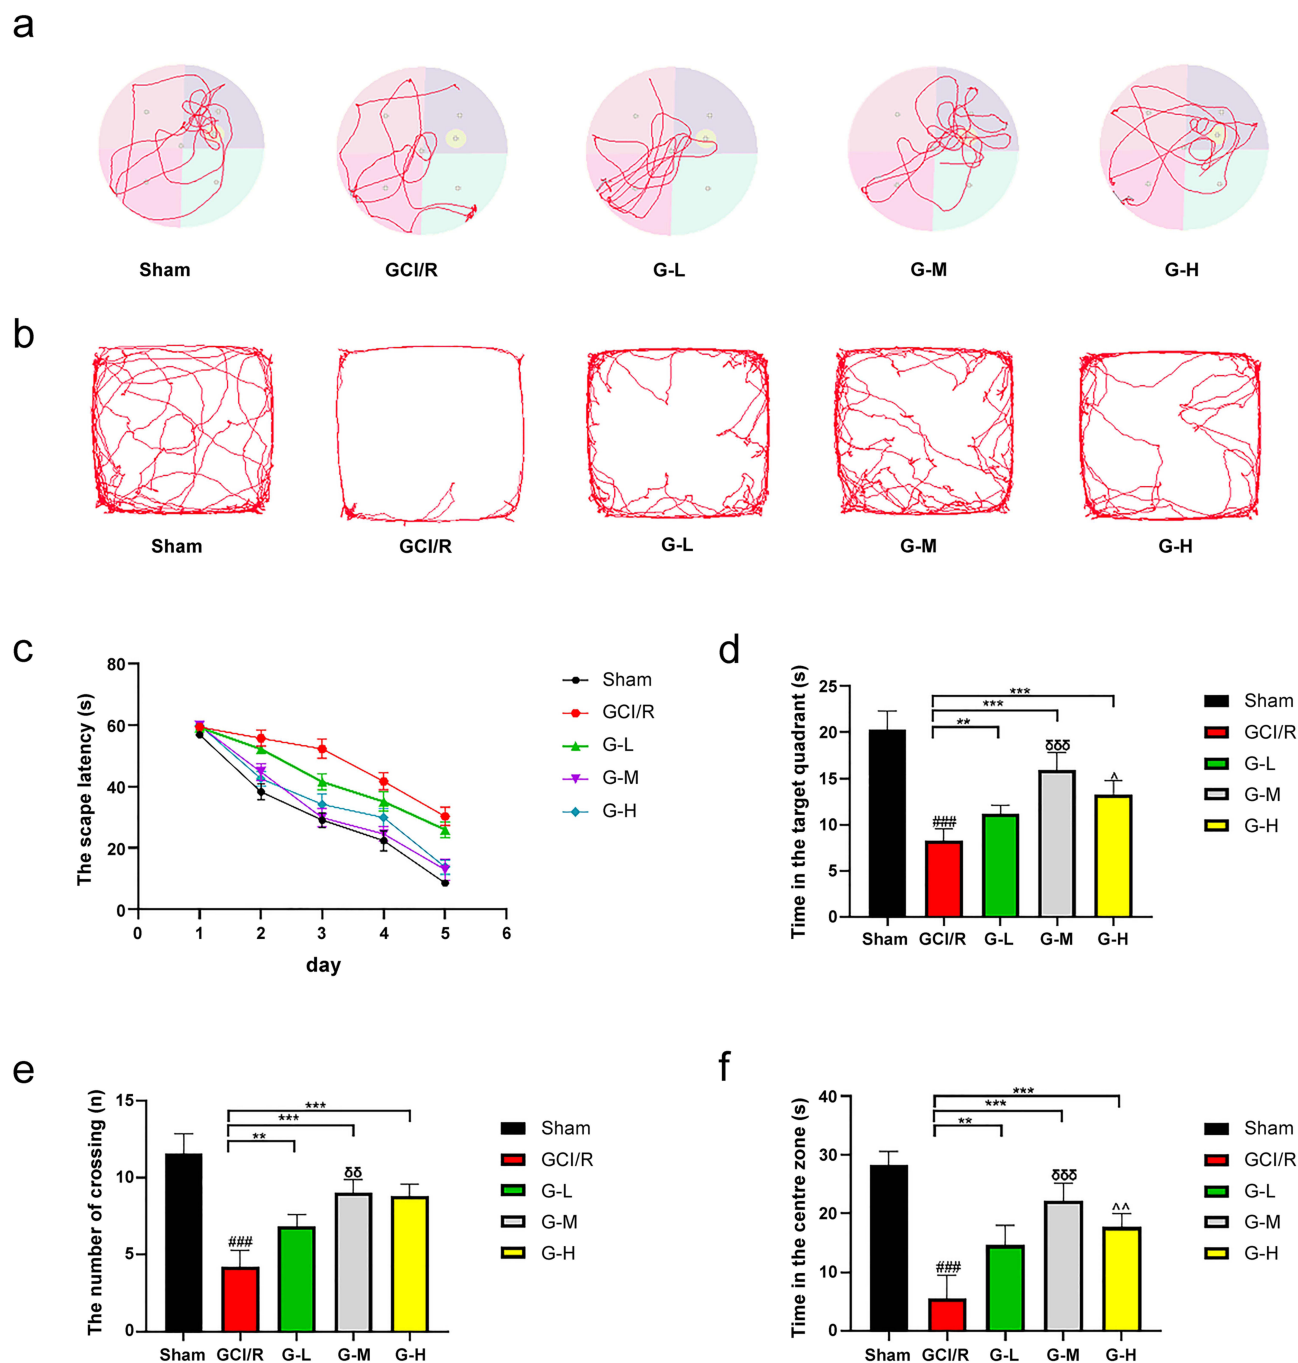 a
Sham GCI/R G-L G-M G-H
b
Sham GCI/R G-L G-M G-H
c
The scape latency (s)
80
60
40
20
0
0 1 2 3 4 5 6
day
Sham
GCI/R
G-L
G-M
G-H
d
Time in the target quadrant (s)
25
20
15
10
5
0
***
***
**
###
δδδ
^
Sham GCI/R G-L G-M G-H
Sham
GCI/R
G-L
G-M
G-H
e
The number of crossing (n)
15
10
5
0
***
***
**
###
δδ
Sham GCI/R G-L G-M G-H
Sham
GCI/R
G-L
G-M
G-H
f
Time in the centre zone (s)
40
30
20
10
0
***
***
**
###
δδδ
^^
Sham GCI/R G-L G-M G-H
Sham
GCI/R
G-L
G-M
G-H